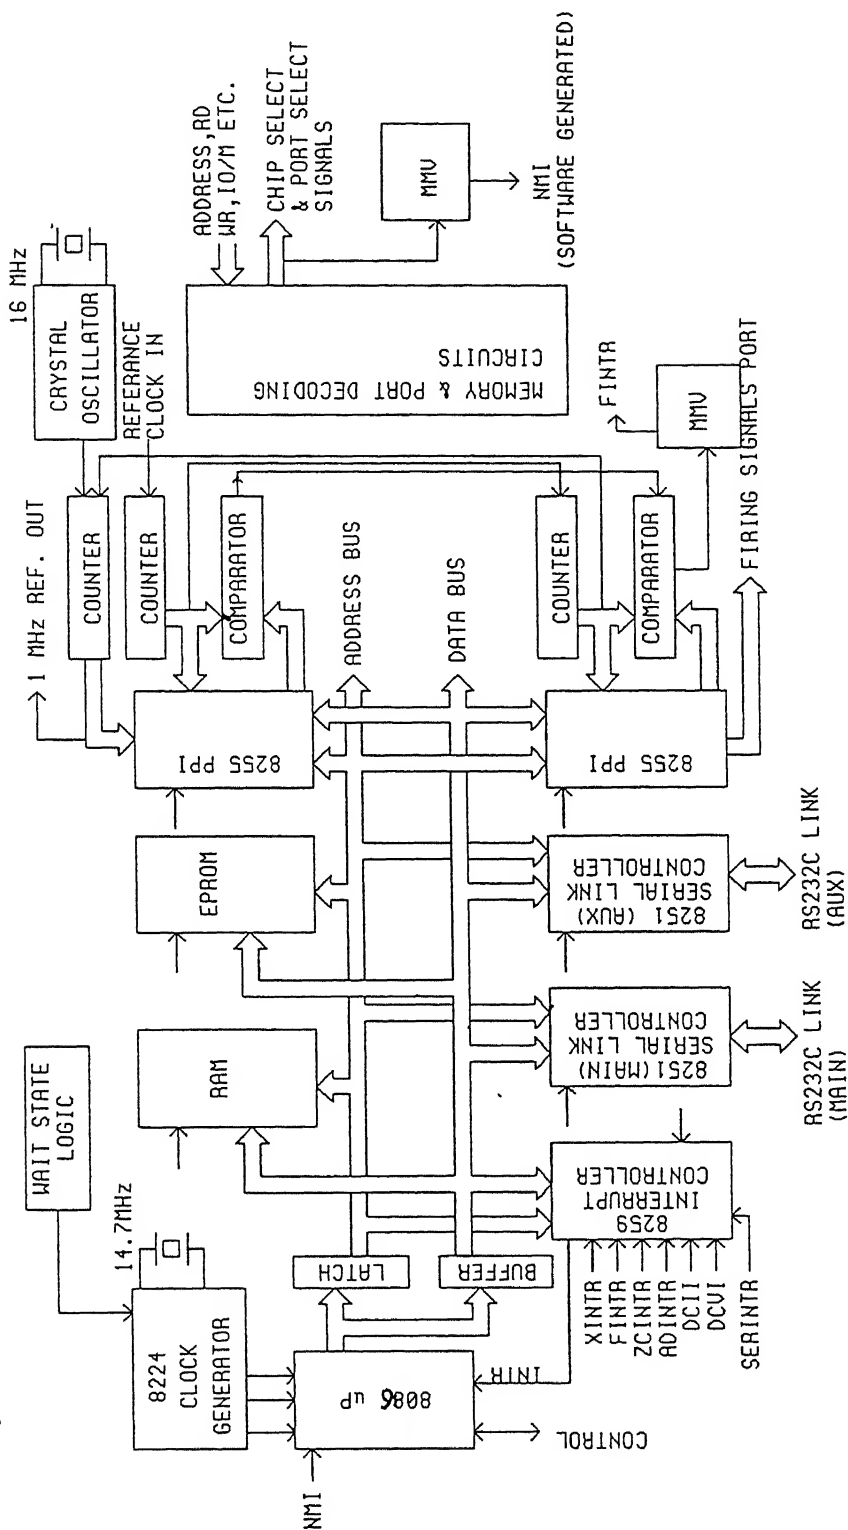 WAIT STATE
LOGIC
14.7MHz
8224
CLOCK
GENERATOR
NMI
8086 uP
CONTROL
INTR
LATCH
BUFFER
XINTR
FINTR
ZCINTR
ADINTR
DCII
DCVI
SERINTR
8259
INTERRUPT
CONTROLLER
RAM
8251(MAIN)
SERIAL LINK
CONTROLLER
RS232C LINK
(MAIN)
EPROM
8251 (AUX)
SERIAL LINK
CONTROLLER
RS232C LINK
(AUX)
1 MHz REF. OUT
8255 PPI
8255 PPI
ADDRESS BUS
DATA BUS
COUNTER
COUNTER
COMPARATOR
COUNTER
COMPARATOR
FIRING SIGNALS PORT
16 MHz
CRYSTAL
OSCILLATOR
REFERANCE
CLOCK IN
FINTR
MMV
MEMORY & PORT DECODING
CIRCUITS
ADDRESS,RD
WR,IO/M ETC.
CHIP SELECT
& PORT SELECT
SIGNALS
MMV
NMI
(SOFTWARE GENERATED)